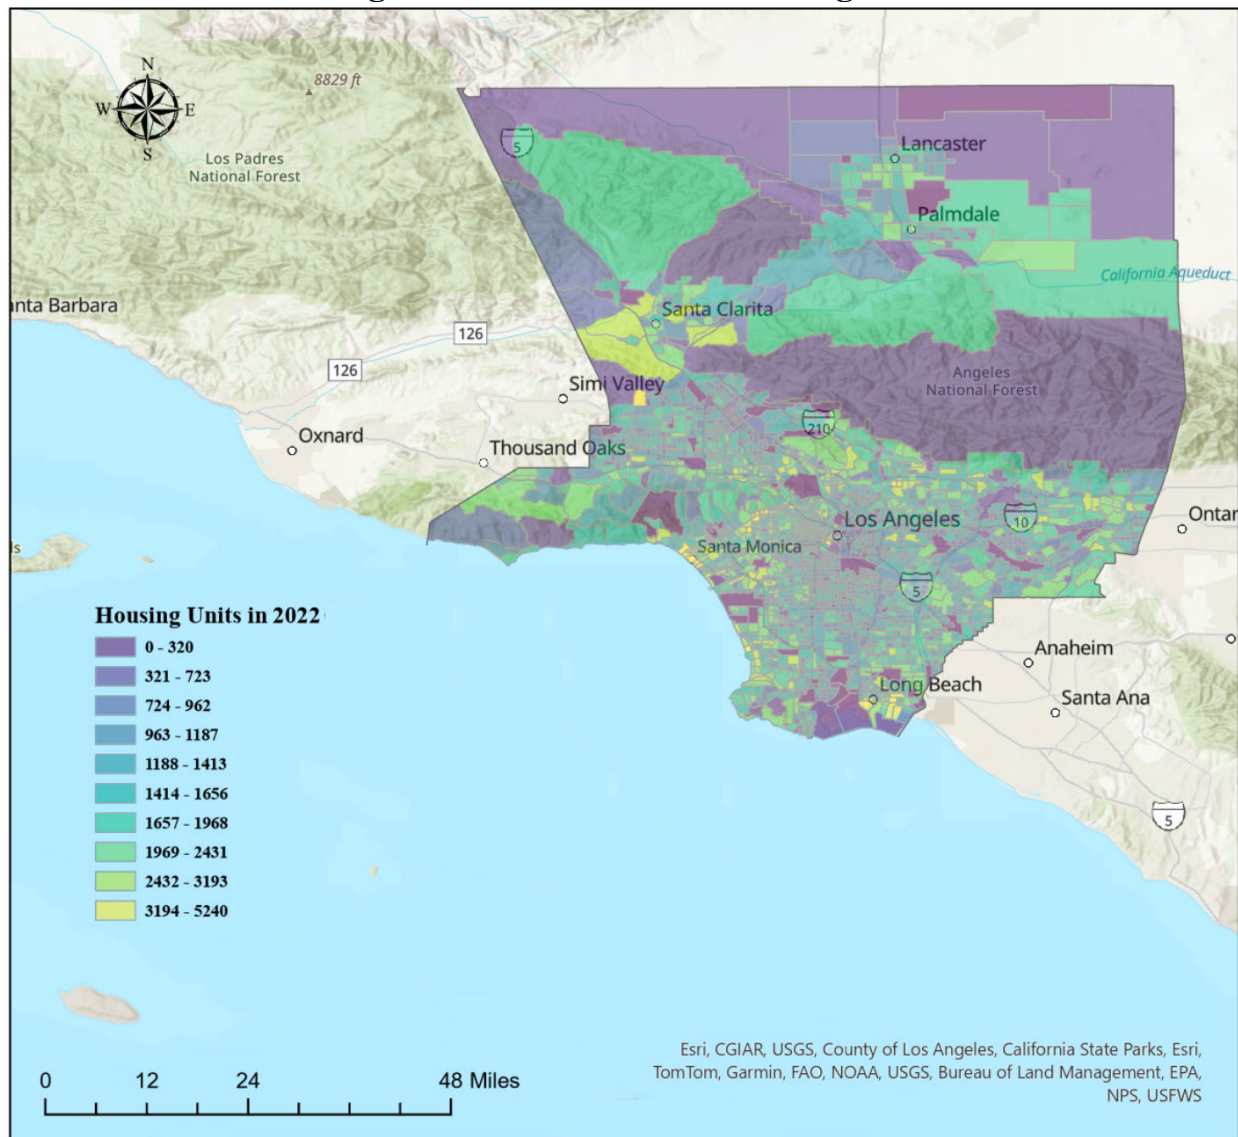 N
W E
S
8829 ft
Los Padres
National Forest
5
Lancaster
Palmdale
California Aqueduct
nta Barbara
Santa Clarita
126
126
Angeles
National Forest
Simi Valley
210
Oxnard
Thousand Oaks
Los Angeles
10
Ontar
ls
Santa Monica
5
Housing Units in 2022
0 - 320
321 - 723
724 - 962
963 - 1187
1188 - 1413
1414 - 1656
1657 - 1968
1969 - 2431
2432 - 3193
3194 - 5240
Anaheim
Long Beach
Santa Ana
5
Esri, CGIAR, USGS, County of Los Angeles, California State Parks, Esri,
TomTom, Garmin, FAO, NOAA, USGS, Bureau of Land Management, EPA,
NPS, USFWS
0 12 24 48 Miles